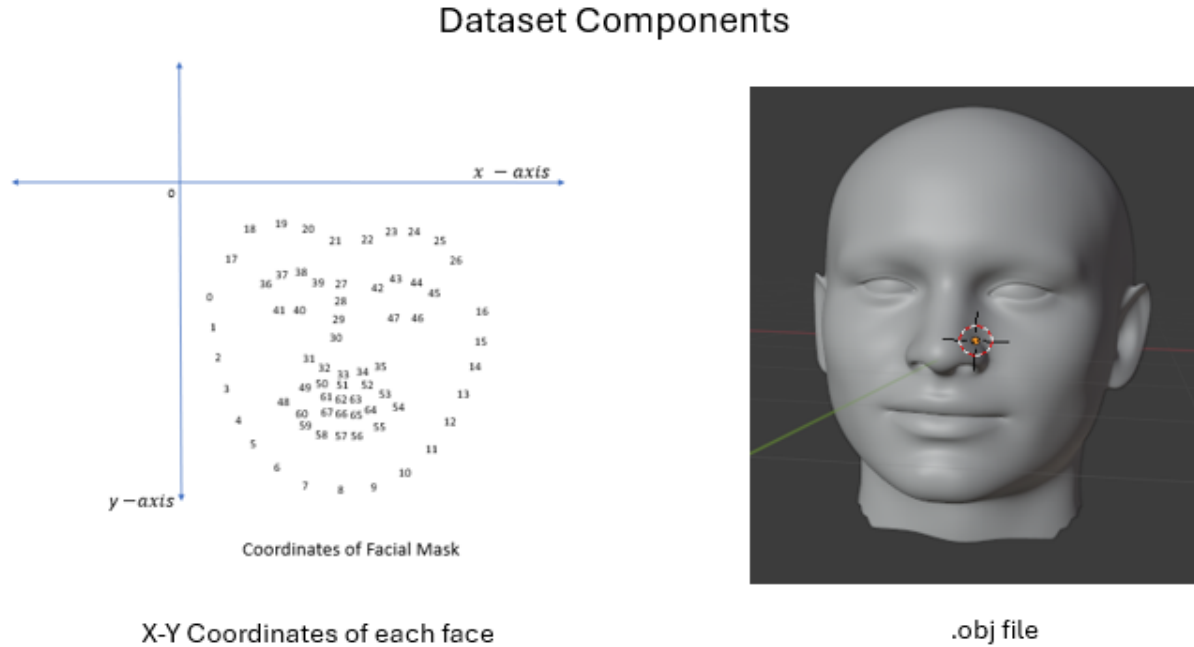 Dataset Components
x – axis
0
18 19 20 21 22 23 24 25
17 26
36 37 38 39 27 42 43 44 45
0 28
41 40 29 47 46 16
1 30 15
2 31 32 33 34 35 14
49 50 51 52 53 13
3 48 61 62 63 54
60 67 66 65 64
4 59 58 57 56 55 12
5 11
6 10
7 8 9
y –axis
Coordinates of Facial Mask
X-Y Coordinates of each face
.obj file